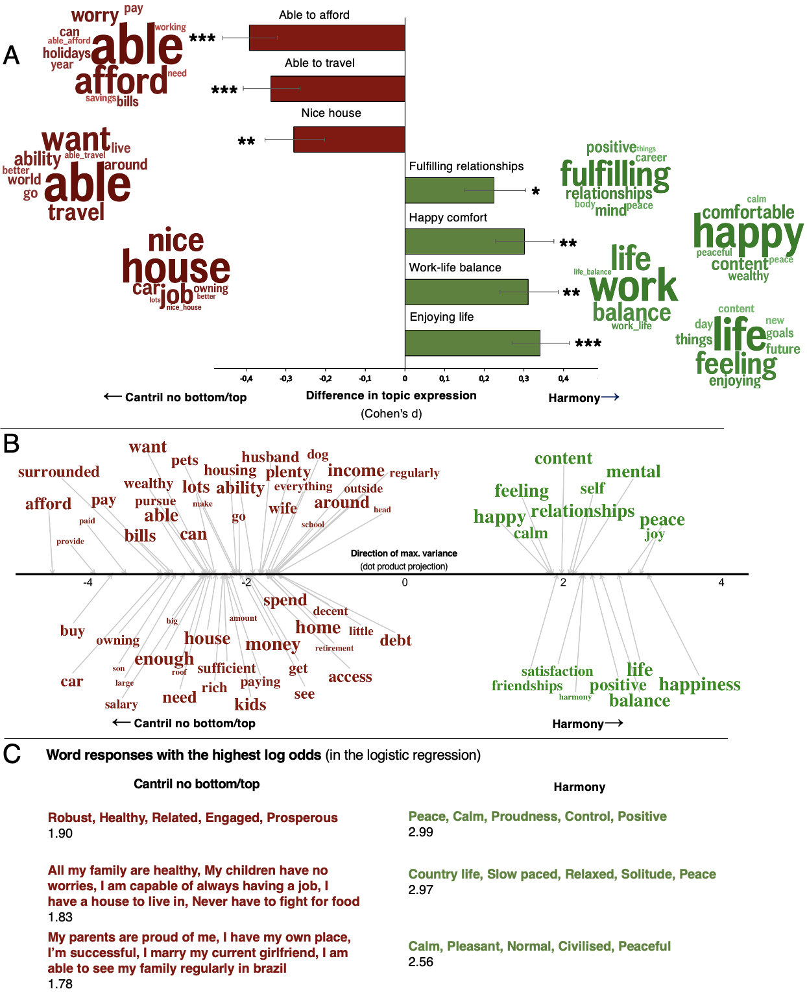 A
worry pay
can working
able_afford
able
holidays
year
afford need
savings bills
Able to afford
***
Able to travel
***
Nice house
**
want live
ability able_travel around
better
world able
go
travel
nice
house
car job owning
lots better
nice_house
Fulfilling relationships
*
positive things
career
fulfilling
relationships
body mind peace
Happy comfort
**
calm
comfortable
happy
peaceful
content peace
wealthy
Work-life balance
**
life
life_balance
work
balance
work_life
Enjoying life
***
content
day life new
things goals
future
feeling
enjoying
-0,4 -0,3 -0,2 -0,1 0 0,1 0,2 0,3 0,4
← Cantril no bottom/top Difference in topic expression Harmony →
(Cohen's d)
B
want
pets husband dog
surrounded housing plenty income regularly
wealthy lots ability everything outside
afford pay pursue make wife around head
paid able go school
provide bills can
content
mental
feeling self
happy relationships peace
calm joy
Direction of max. variance
(dot product projection)
-4 -2 0 2 4
spend
decent
big amount
buy home little
owning house money retirement debt
enough
son roof sufficient get
car large rich paying access
salary need kids see
satisfaction life
friendships positive happiness
harmony balance
← Cantril no bottom/top Harmony →
C Word responses with the highest log odds (in the logistic regression)
Cantril no bottom/top Harmony
Robust, Healthy, Related, Engaged, Prosperous
1.90
Peace, Calm, Proudness, Control, Positive
2.99
All my family are healthy, My children have no
worries, I am capable of always having a job, I
have a house to live in, Never have to fight for food
1.83
Country life, Slow paced, Relaxed, Solitude, Peace
2.97
My parents are proud of me, I have my own place,
I'm successful, I marry my current girlfriend, I am
able to see my family regularly in brazil
1.78
Calm, Pleasant, Normal, Civilised, Peaceful
2.56